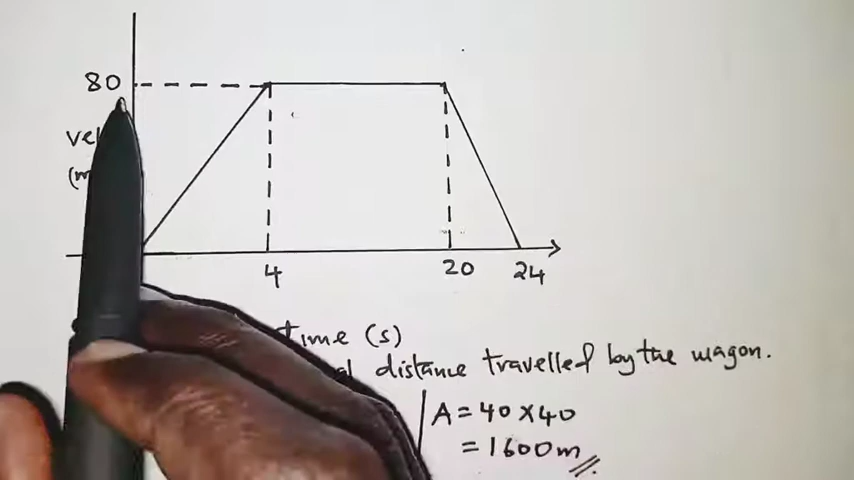 80
4
20
24
time (s)
distance travelled by the wagon.
A = 40 x 40
= 1600m